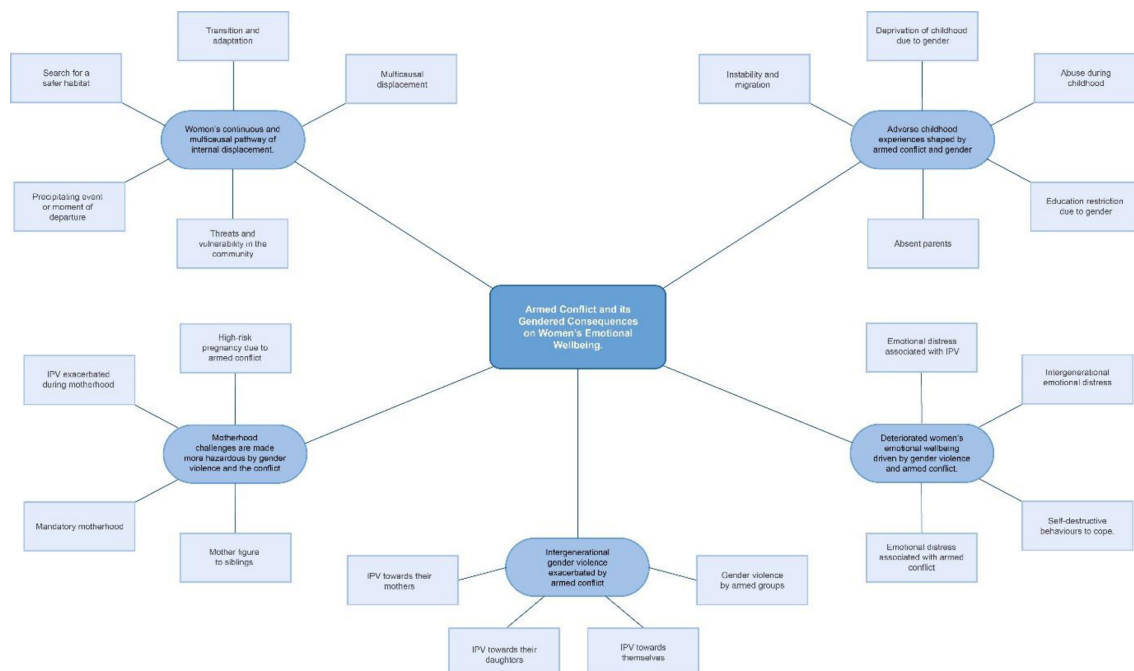 Transition and
adaptation
Search for a
safer habitat
Multicausal
displacement
Women's continuous and
multicausal pathway of
internal displacement.
Precipitating event
or moment of
departure
Threats and
vulnerability in the
community
Deprivation of childhood
due to gender
Instability and
migration
Abuse during
childhood
Adverse childhood
experiences shaped by
armed conflict and gender
Education restriction
due to gender
Absent parents
Armed Conflict and its
Gendered Consequences
on Women's Emotional
Wellbeing.
High-risk
pregnancy due to
armed conflict
IPV exacerbated
during motherhood
Motherhood
challenges are made
more hazardous by gender
violence and the conflict
Mandatory motherhood
Mother figure
to siblings
Emotional distress
associated with IPV
Intergenerational
emotional distress
Deteriorated women's
emotional wellbeing
driven by gender violence
and armed conflict.
Self-destructive
behaviours to cope.
Emotional distress
associated with armed
conflict
Intergenerational
gender violence
exacerbated by
armed conflict
IPV towards their
mothers
Gender violence
by armed groups
IPV towards their
daughters
IPV towards
themselves